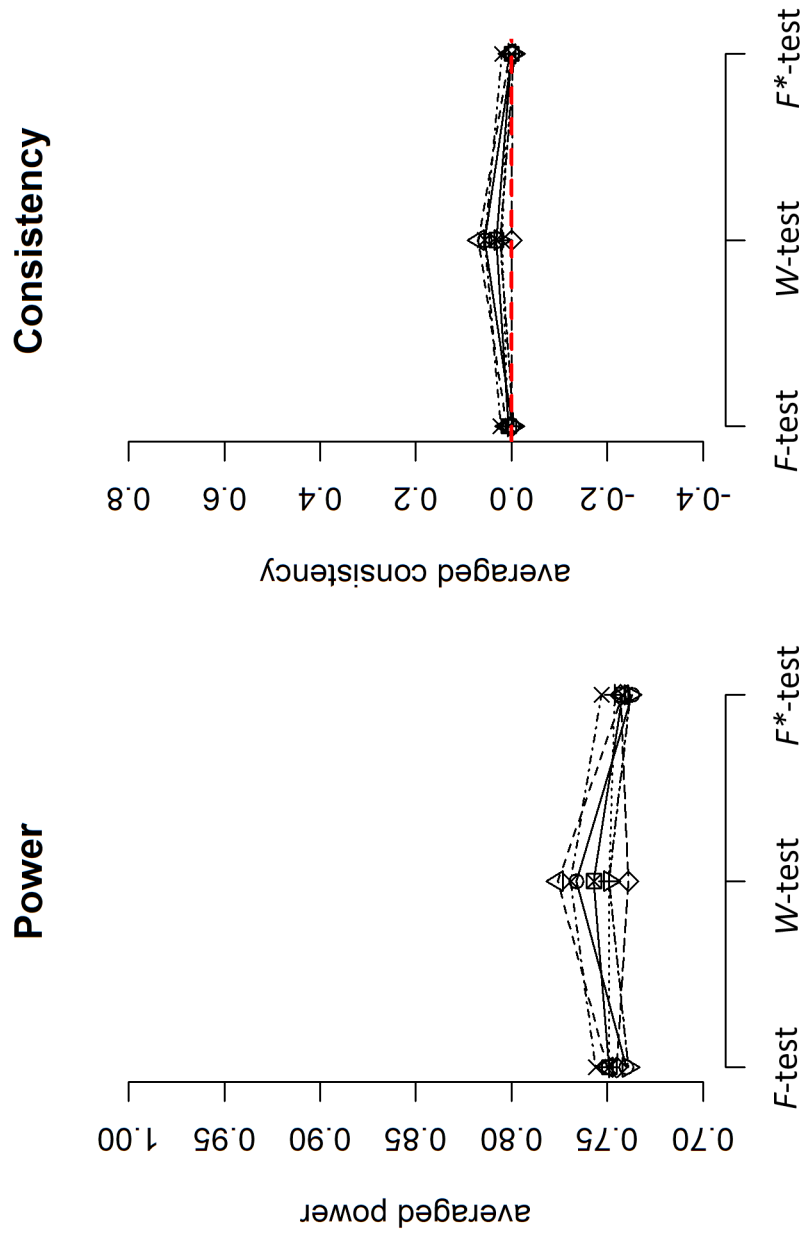 Power
averaged power
1.00
0.95
0.90
0.85
0.80
0.75
0.70
F-test
W-test
F*-test
Consistency
averaged consistency
0.8
0.6
0.4
0.2
0.0
-0.2
-0.4
F-test
W-test
F*-test